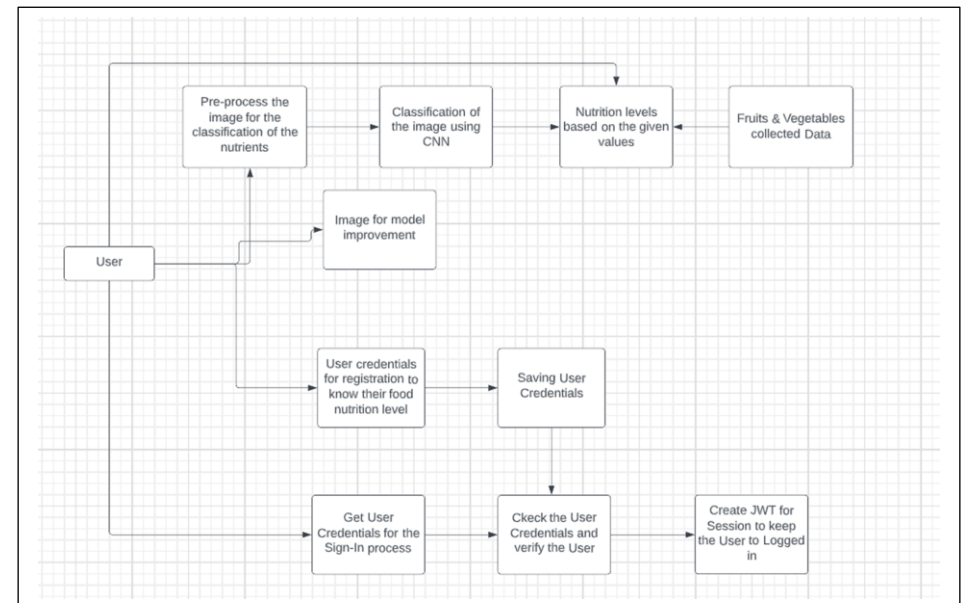 Pre-process the
image for the
classification of the
nutrients
Classification of
the image using
CNN
Nutrition levels
based on the given
values
Fruits & Vegetables
collected Data
Image for model
improvement
User
User credentials
for registration to
know their food
nutrition level
Saving User
Credentials
Get User
Credentials for the
Sign-In process
Ckeck the User
Credentials and
verify the User
Create JWT for
Session to keep
the User to Logged
in